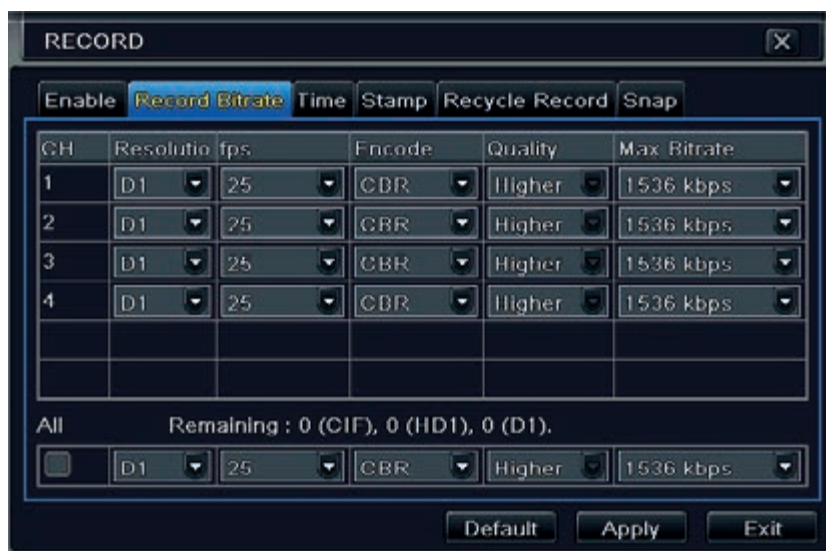 RECORD
Enable Record Bitrate Time Stamp Recycle Record Snap
CH Resolutio fps Encode Quality Max Bitrate
1 D1 25 CBR Higher 1536 kbps
2 D1 25 CBR Higher 1536 kbps
3 D1 25 CBR Higher 1536 kbps
4 D1 25 CBR Higher 1536 kbps
All Remaining : 0 (CIF), 0 (HD1), 0 (D1).
D1 25 CBR Higher 1536 kbps
Default Apply Exit